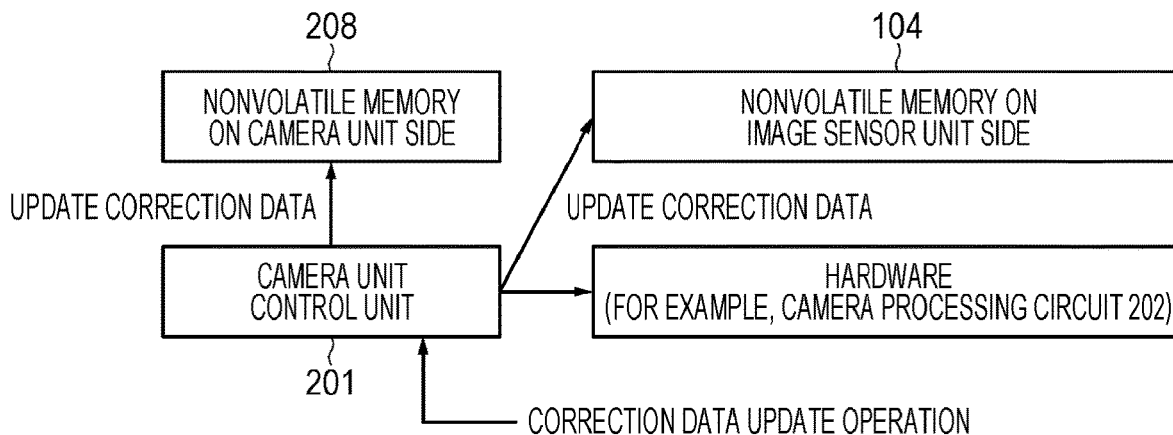 208
104
NONVOLATILE MEMORY
ON CAMERA UNIT SIDE
NONVOLATILE MEMORY ON
IMAGE SENSOR UNIT SIDE
UPDATE CORRECTION DATA
UPDATE CORRECTION DATA
CAMERA UNIT
CONTROL UNIT
HARDWARE
(FOR EXAMPLE, CAMERA PROCESSING CIRCUIT 202)
201
CORRECTION DATA UPDATE OPERATION